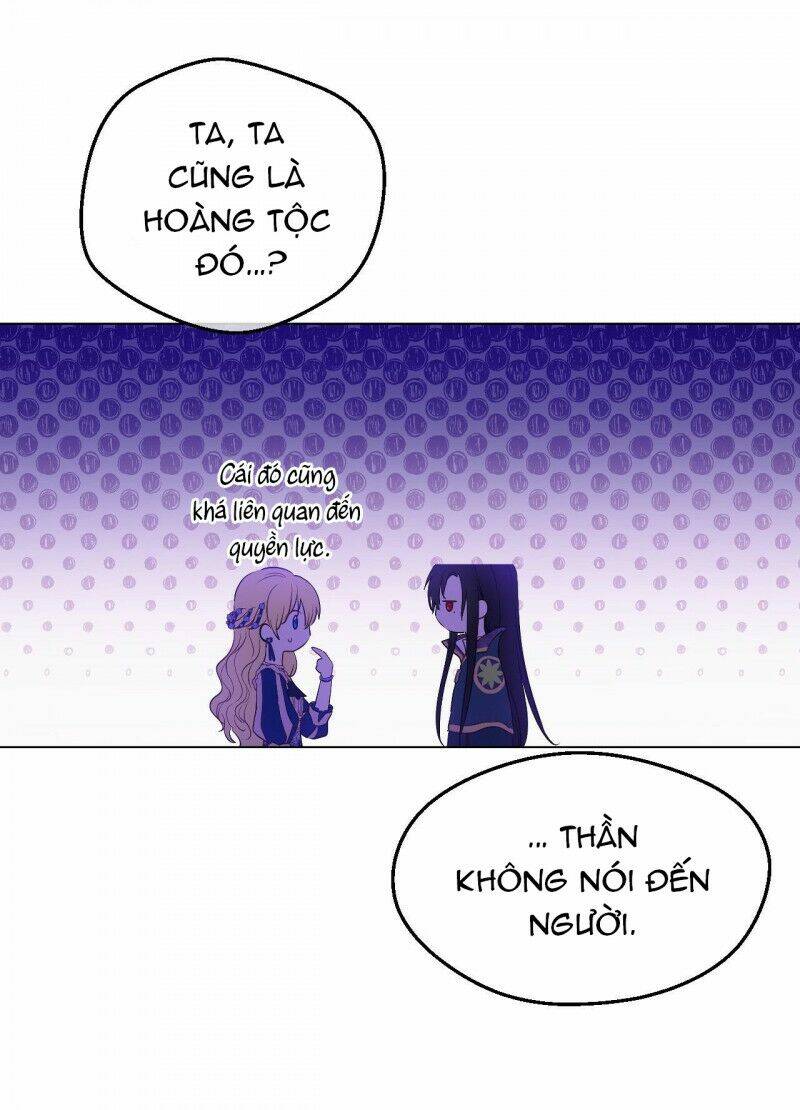 TA, TA
CŨNG LÀ
HOÀNG TỘC
ĐÓ...?
Cái đó cũng
khá liên quan đến
quyền lực.
... THẦN
KHÔNG NÓI ĐẾN
NGƯỜI.